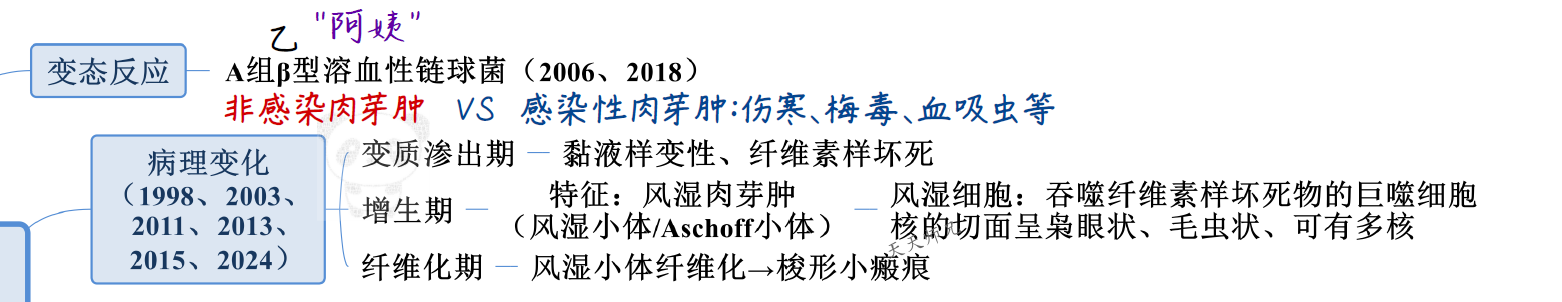 乙 "阿姨"
变态反应
A组β型溶血性链球菌（2006、2018）
非感染肉芽肿 VS 感染性肉芽肿:伤寒、梅毒、血吸虫等
病理变化
（1998、2003、
2011、2013、
2015、2024）
变质渗出期
黏液样变性、纤维素样坏死
增生期
特征：风湿肉芽肿
（风湿小体/Aschoff小体）
风湿细胞：吞噬纤维素样坏死物的巨噬细胞
核的切面呈枭眼状、毛虫状、可有多核
纤维化期
风湿小体纤维化→梭形小瘢痕